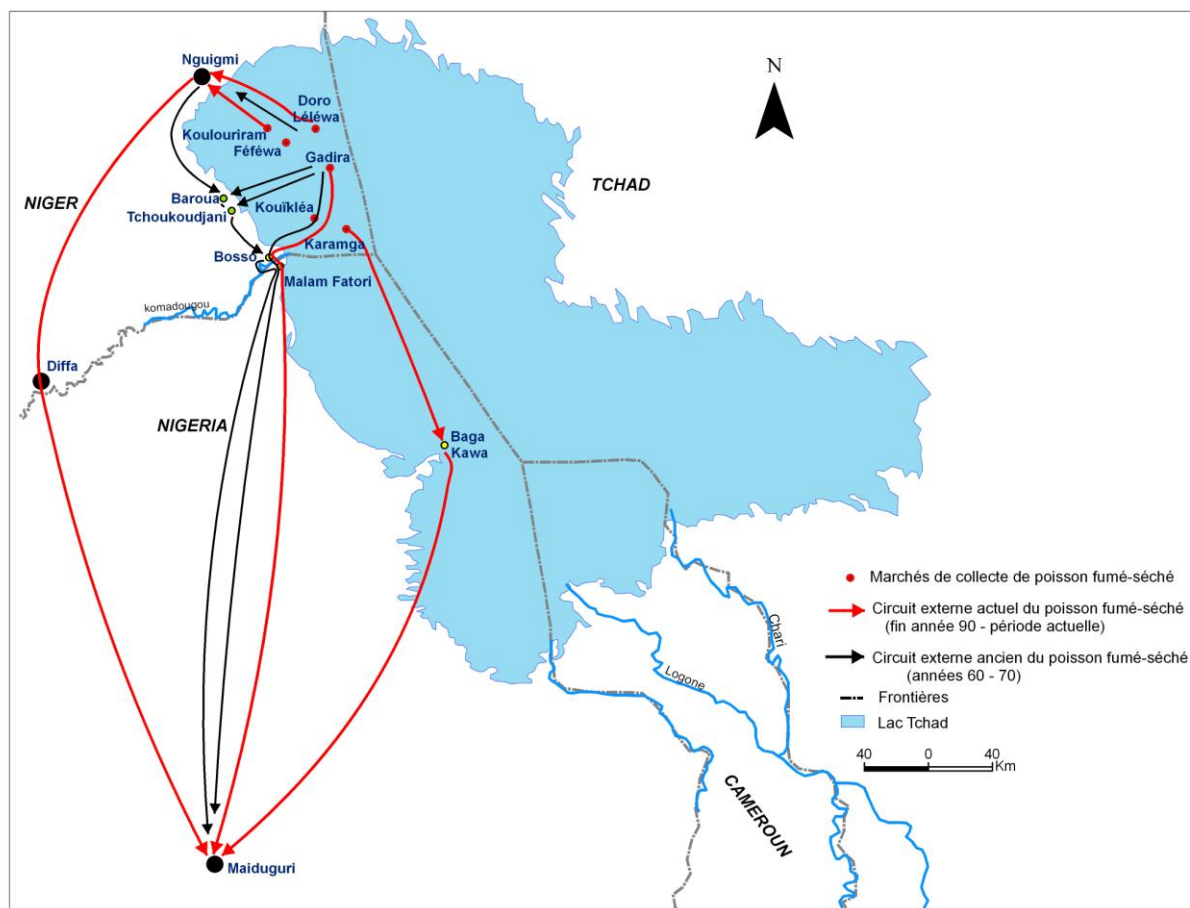 N
Nguigmi
Doro
Léléwa
Koulouriram
Féféwa
Gadira
TCHAD
NIGER
Baroua
Tchoukoudjani
Kouïkléa
Karamga
Bosso
Malam Fatori
komadougou
Diffa
NIGERIA
Baga
Kawa
Marchés de collecte de poisson fumé-séché
Circuit externe actuel du poisson fumé-séché
(fin année 90 - période actuelle)
Circuit externe ancien du poisson fumé-séché
(années 60 - 70)
Frontières
Lac Tchad
40 0 40
Km
Chari
Logone
CAMEROUN
Maiduguri